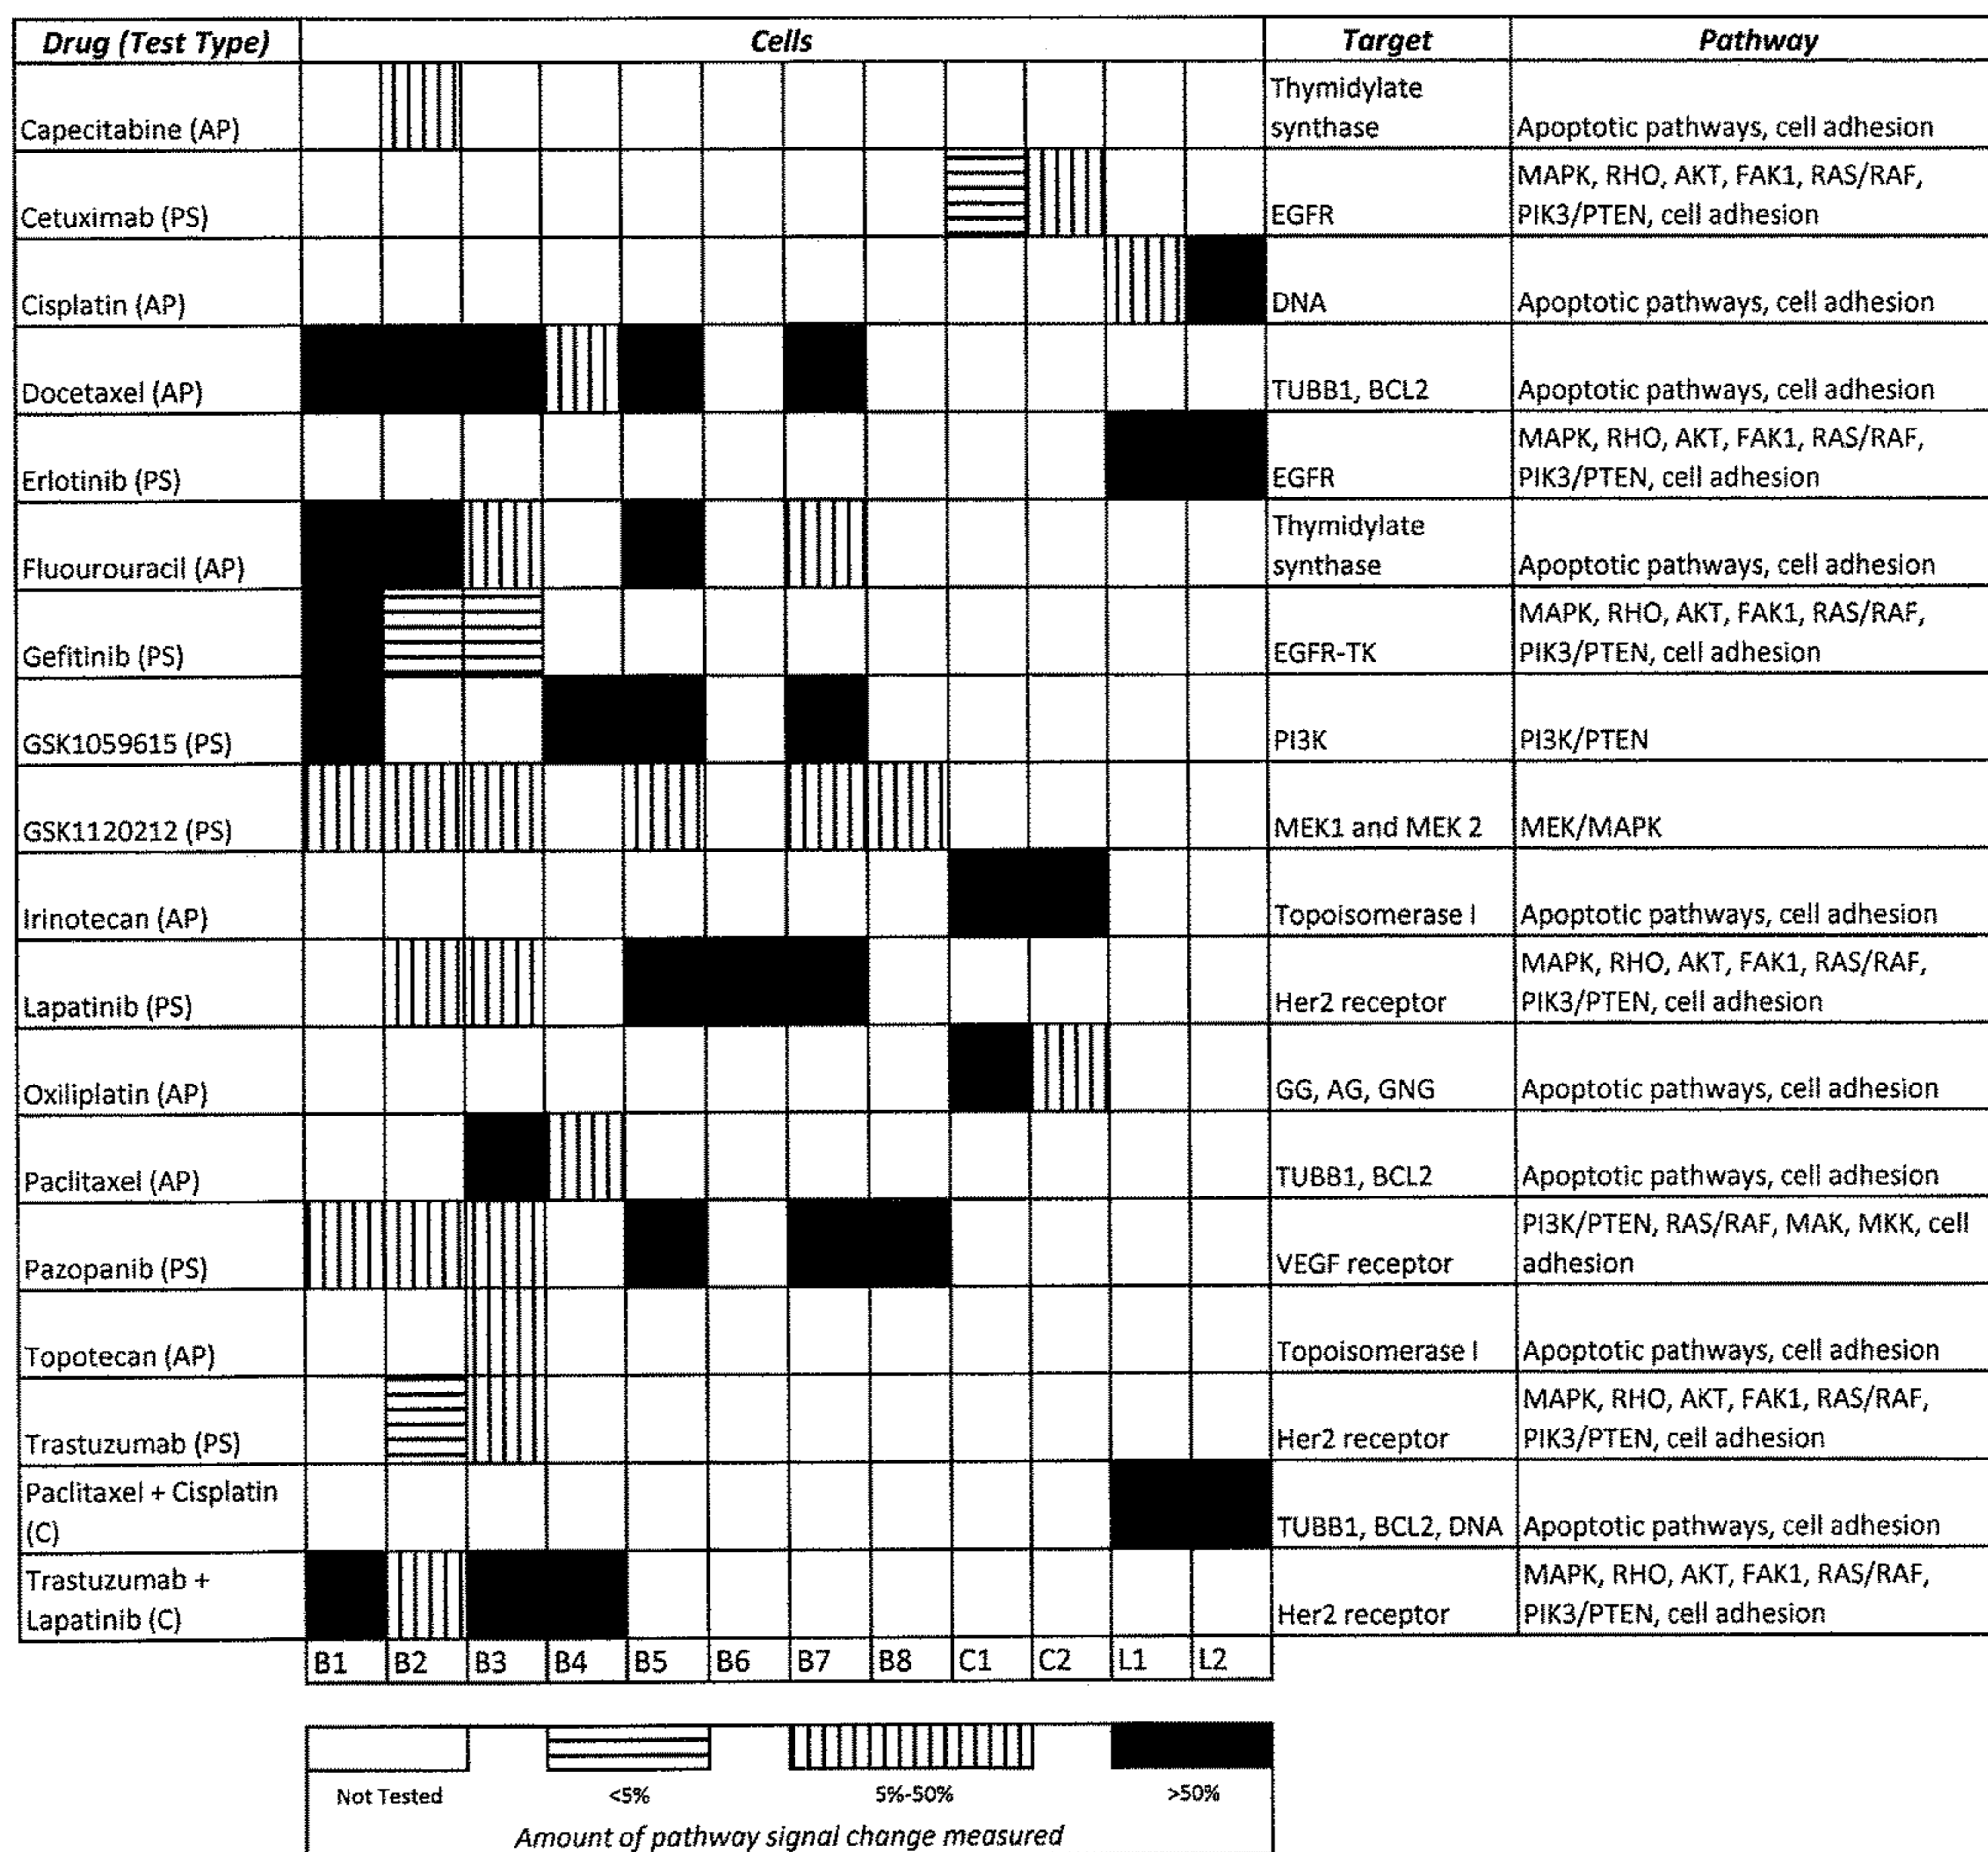 Drug (Test Type) Cells Target Pathway
Thymidylate
Capecitabine (AP) synthase Apoptotic pathways, cell adhesion
MAPK, RHO, AKT, FAK1, RAS/RAF,
Cetuximab (PS) EGFR PIK3/PTEN, cell adhesion
Cisplatin (AP) DNA Apoptotic pathways, cell adhesion
Docetaxel (AP) TUBB1, BCL2 Apoptotic pathways, cell adhesion
MAPK, RHO, AKT, FAK1, RAS/RAF,
Erlotinib (PS) EGFR PIK3/PTEN, cell adhesion
Thymidylate
Fluourouracil (AP) synthase Apoptotic pathways, cell adhesion
MAPK, RHO, AKT, FAK1, RAS/RAF,
Gefitinib (PS) EGFR-TK PIK3/PTEN, cell adhesion
GSK1059615 (PS) PI3K PI3K/PTEN
GSK1120212 (PS) MEK1 and MEK 2 MEK/MAPK
Irinotecan (AP) Topoisomerase I Apoptotic pathways, cell adhesion
MAPK, RHO, AKT, FAK1, RAS/RAF,
Lapatinib (PS) Her2 receptor PIK3/PTEN, cell adhesion
Oxiliplatin (AP) GG, AG, GNG Apoptotic pathways, cell adhesion
Paclitaxel (AP) TUBB1, BCL2 Apoptotic pathways, cell adhesion
PI3K/PTEN, RAS/RAF, MAK, MKK, cell
Pazopanib (PS) VEGF receptor adhesion
Topotecan (AP) Topoisomerase I Apoptotic pathways, cell adhesion
MAPK, RHO, AKT, FAK1, RAS/RAF,
Trastuzumab (PS) Her2 receptor PIK3/PTEN, cell adhesion
Paclitaxel + Cisplatin
(C) TUBB1, BCL2, DNA Apoptotic pathways, cell adhesion
Trastuzumab + MAPK, RHO, AKT, FAK1, RAS/RAF,
Lapatinib (C) Her2 receptor PIK3/PTEN, cell adhesion
B1 B2 B3 B4 B5 B6 B7 B8 C1 C2 L1 L2
Not Tested <5% 5%-50% >50%
Amount of pathway signal change measured